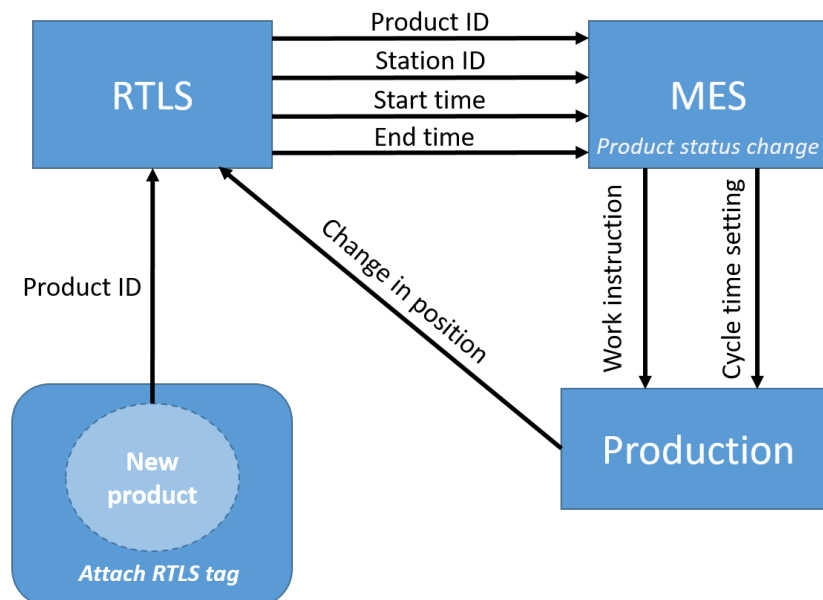 Product ID
Station ID
Start time
End time
RTLS
MES
Product status change
Change in position
Work instruction
Cycle time setting
Product ID
Production
New
product
Attach RTLS tag